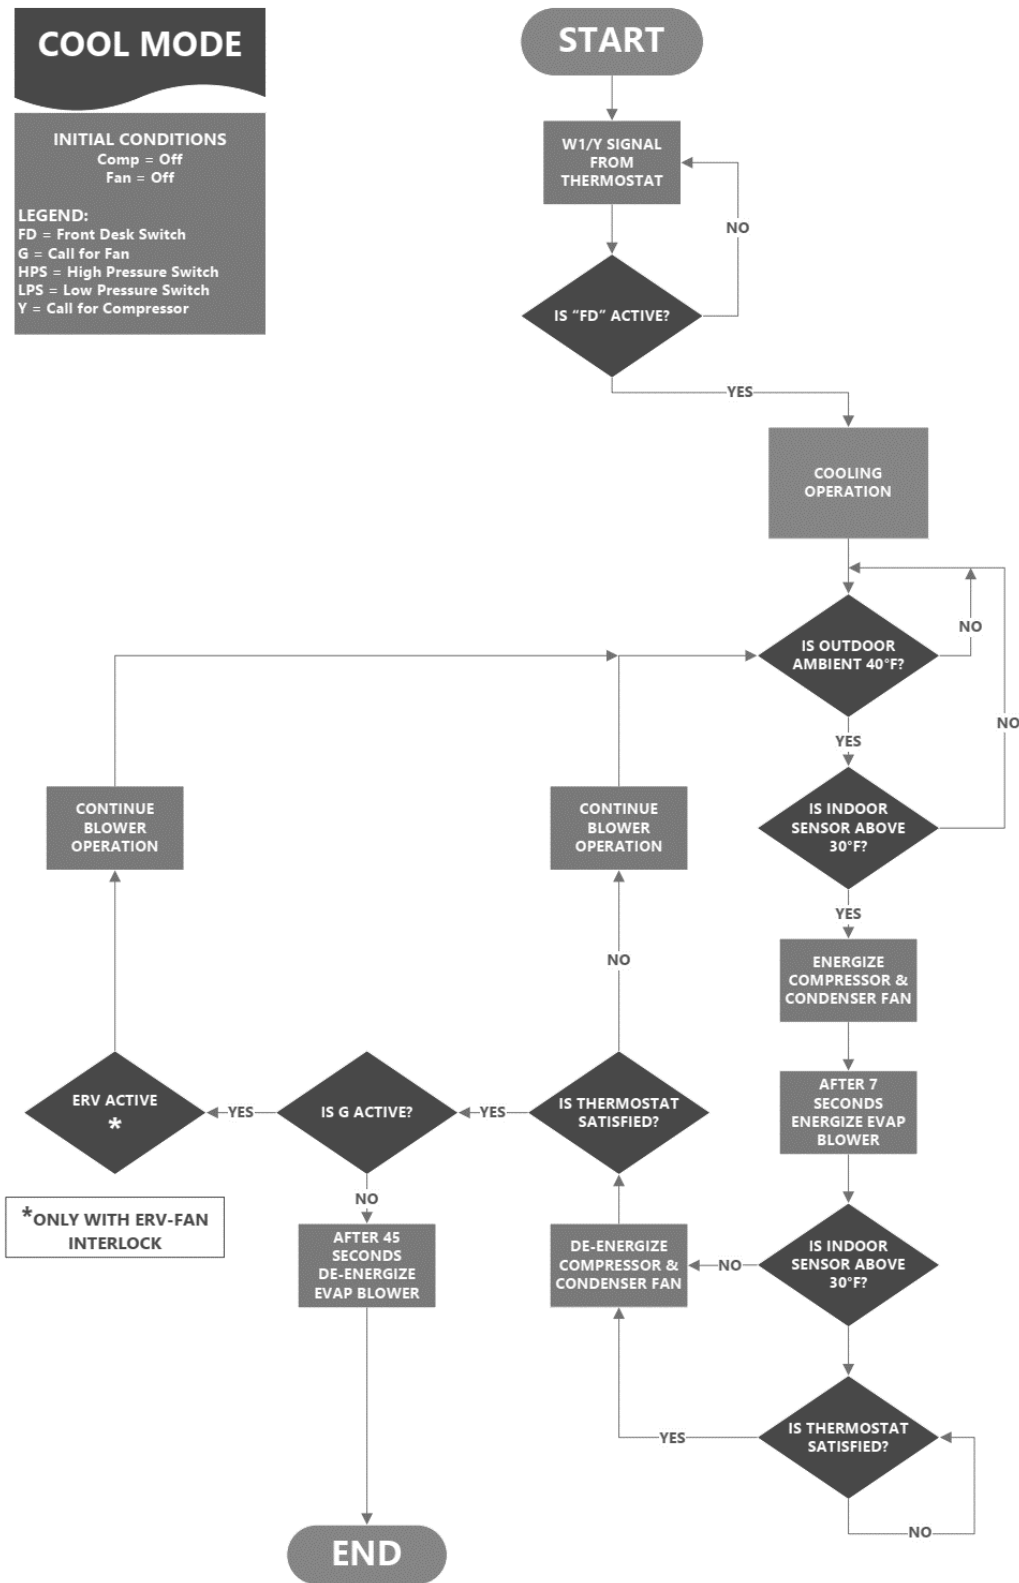 COOL MODE
INITIAL CONDITIONS
Comp = Off
Fan = Off
LEGEND:
FD = Front Desk Switch
G = Call for Fan
HPS = High Pressure Switch
LPS = Low Pressure Switch
Y = Call for Compressor
START
W1/Y SIGNAL
FROM
THERMOSTAT
NO
IS “FD” ACTIVE?
YES
COOLING
OPERATION
NO
IS OUTDOOR
AMBIENT 40°F?
NO
YES
IS INDOOR
SENSOR ABOVE
30°F?
YES
ENERGIZE
COMPRESSOR &
CONDENSER FAN
AFTER 7
SECONDS
ENERGIZE EVAP
BLOWER
IS INDOOR
SENSOR ABOVE
30°F?
NO
DE-ENERGIZE
COMPRESSOR &
CONDENSER FAN
IS THERMOSTAT
SATISFIED?
YES
NO
IS THERMOSTAT
SATISFIED?
NO
CONTINUE
BLOWER
OPERATION
YES
IS G ACTIVE?
YES
ERV ACTIVE
*
CONTINUE
BLOWER
OPERATION
*ONLY WITH ERV-FAN
INTERLOCK
NO
AFTER 45
SECONDS
DE-ENERGIZE
EVAP BLOWER
END